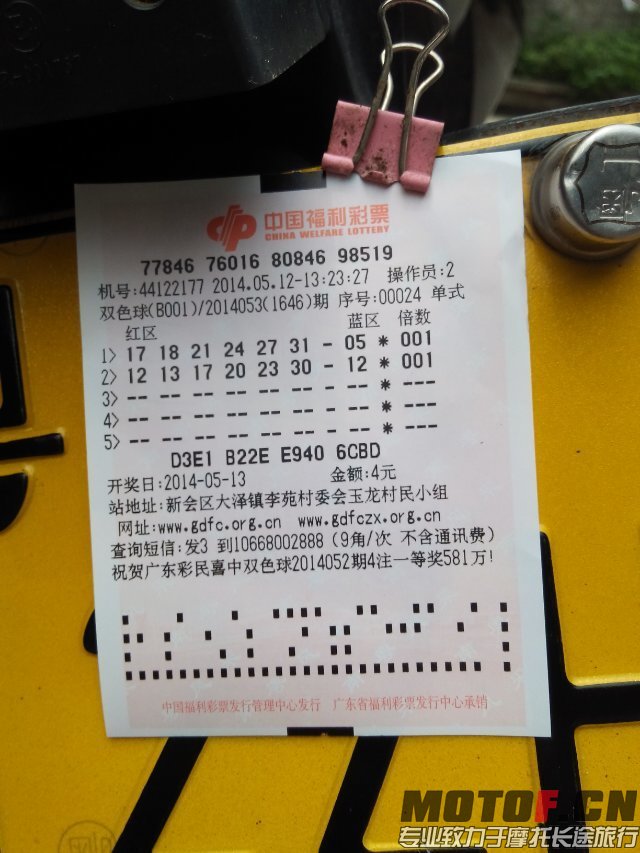 中国福利彩票
CHINA WELFARE LOTTERY
77846 76016 80846 98519
机号:44122177 2014.05.12-13:23:27 操作员:2
双色球(B001)/2014053(1646)期 序号:00024 单式
红区 蓝区 倍数
1> 17 18 21 24 27 31 - 05 * 001
2> 12 13 17 20 23 30 - 12 * 001
3> -- -- -- -- -- -- - -- * ---
4> -- -- -- -- -- -- - -- * ---
5> -- -- -- -- -- -- - -- * ---
D3E1 B22E E940 6CBD
开奖日:2014-05-13 金额:4元
站地址:新会区大泽镇李苑村委会玉龙村民小组
网址:www.gdfc.org.cn www.gdfczx.org.cn
查询短信:发3 到10668002888(9角/次 不含通讯费)
祝贺广东彩民喜中双色球2014052期4注一等奖581万!
中国福利彩票发行管理中心发行 广东省福利彩票发行中心承销
MOTOF.CN
专业致力于摩托长途旅行